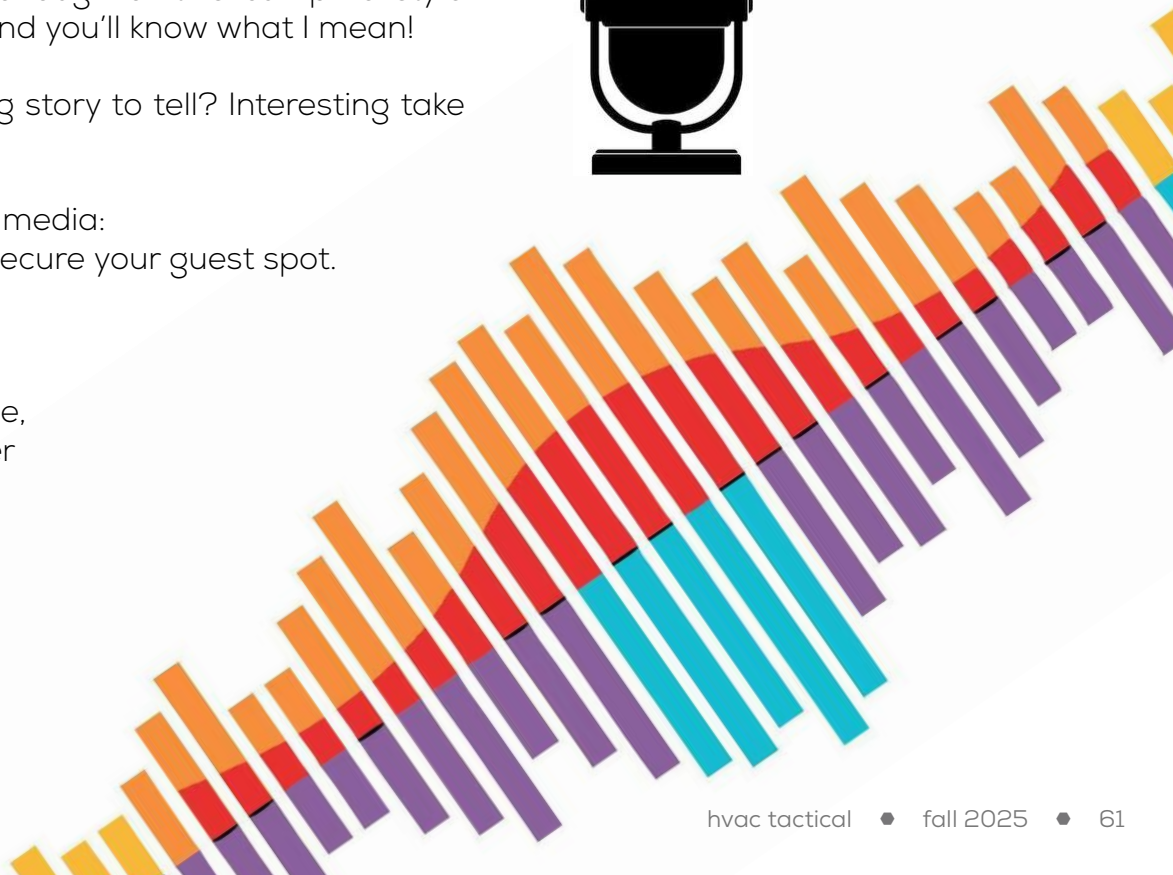 nd you'll know what I mean!
g story to tell? Interesting take
media:
ecure your guest spot.
e,
er
hvac tactical ● fall 2025 ● 61